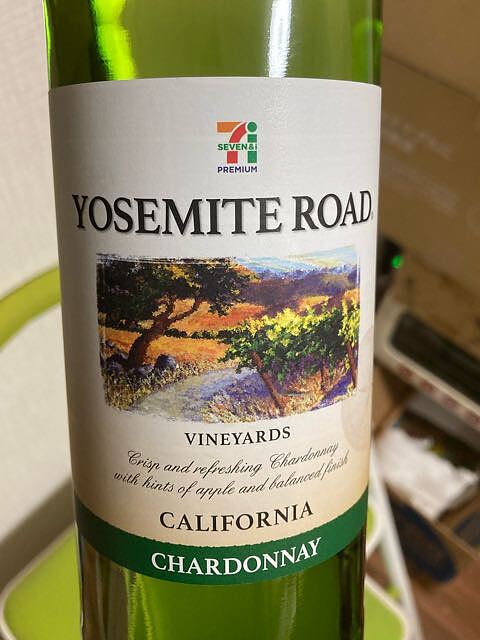 7i
SEVEN&i
PREMIUM
YOSEMITE ROAD
VINEYARDS
Crisp and refreshing Chardonnay
with hints of apple and balanced finish
CALIFORNIA
CHARDONNAY